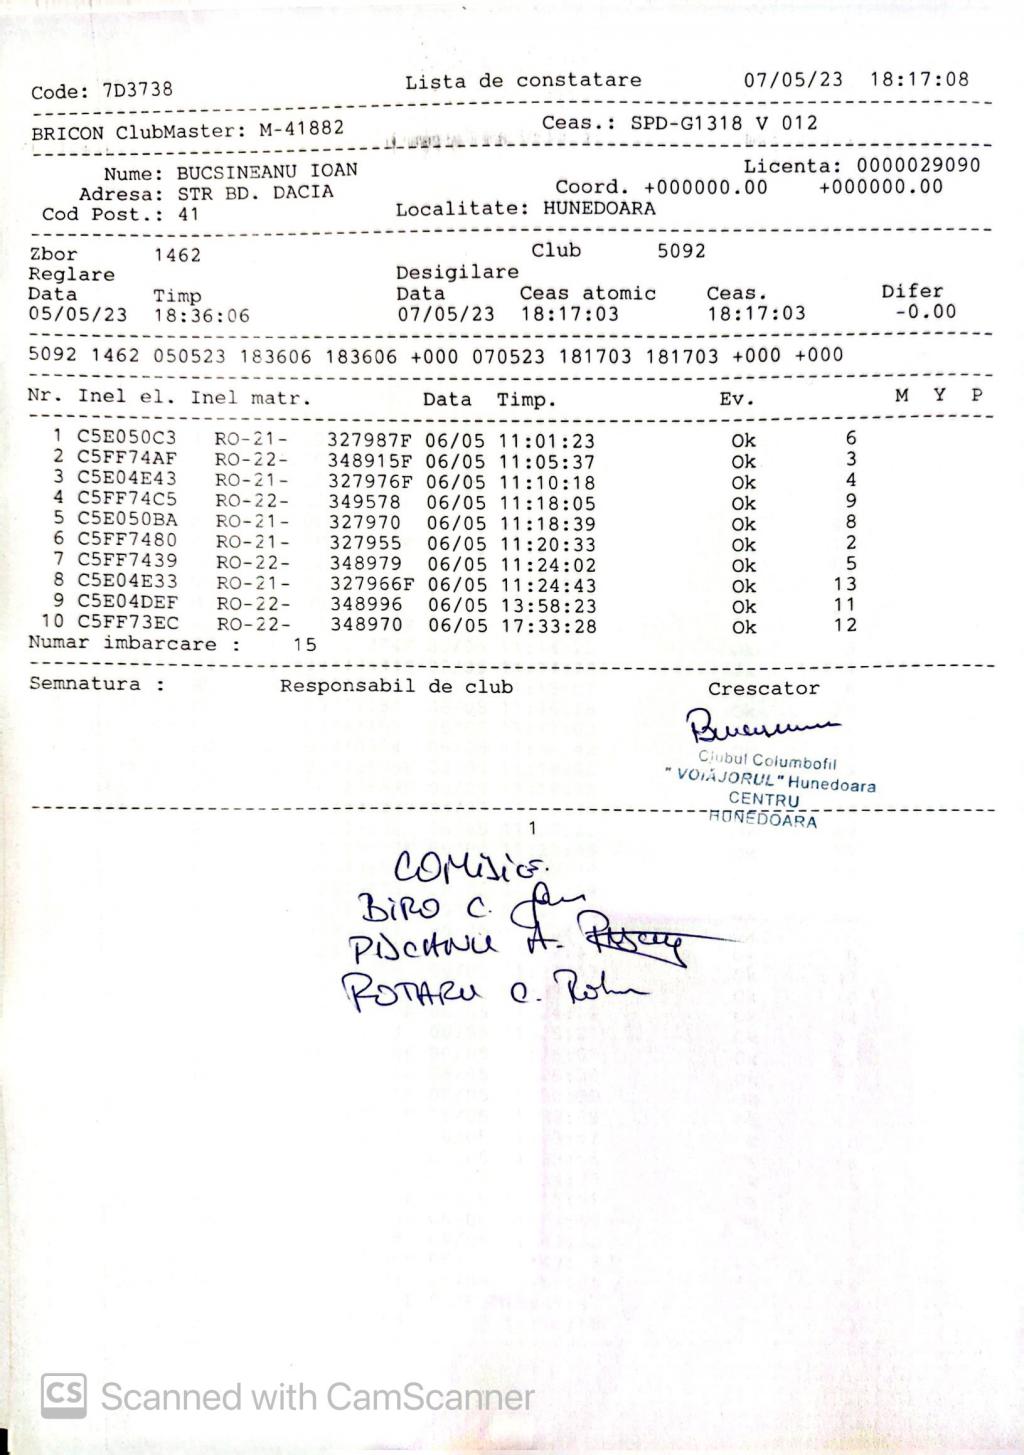 Code: 7D3738 Lista de constatare 07/05/23 18:17:08
BRICON ClubMaster: M-41882 Ceas.: SPD-G1318 V 012
Nume: BUCSINEANU IOAN Licenta: 0000029090
Adresa: STR BD. DACIA Coord. +000000.00 +000000.00
Cod Post.: 41 Localitate: HUNEDOARA
Zbor 1462 Club 5092
Reglare Desigilare
Data Timp Data Ceas atomic Ceas. Difer
05/05/23 18:36:06 07/05/23 18:17:03 18:17:03 -0.00
5092 1462 050523 183606 183606 +000 070523 181703 181703 +000 +000
Nr. Inel el. Inel matr. Data Timp. Ev. M Y P
1 C5E050C3 RO-21- 327987F 06/05 11:01:23 Ok 6
2 C5FF74AF RO-22- 348915F 06/05 11:05:37 Ok 3
3 C5E04E43 RO-21- 327976F 06/05 11:10:18 Ok 4
4 C5FF74C5 RO-22- 349578 06/05 11:18:05 Ok 9
5 C5E050BA RO-21- 327970 06/05 11:18:39 Ok 8
6 C5FF7480 RO-21- 327955 06/05 11:20:33 Ok 2
7 C5FF7439 RO-22- 348979 06/05 11:24:02 Ok 5
8 C5E04E33 RO-21- 327966F 06/05 11:24:43 Ok 13
9 C5E04DEF RO-22- 348996 06/05 13:58:23 Ok 11
10 C5FF73EC RO-22- 348970 06/05 17:33:28 Ok 12
Numar imbarcare : 15
Semnatura : Responsabil de club Crescator
Clubul Columbofil
"VOIAJORUL" Hunedoara
CENTRU
HUNEDOARA
1
BIRO C.
A.
ROTARU C.
CS Scanned with CamScanner